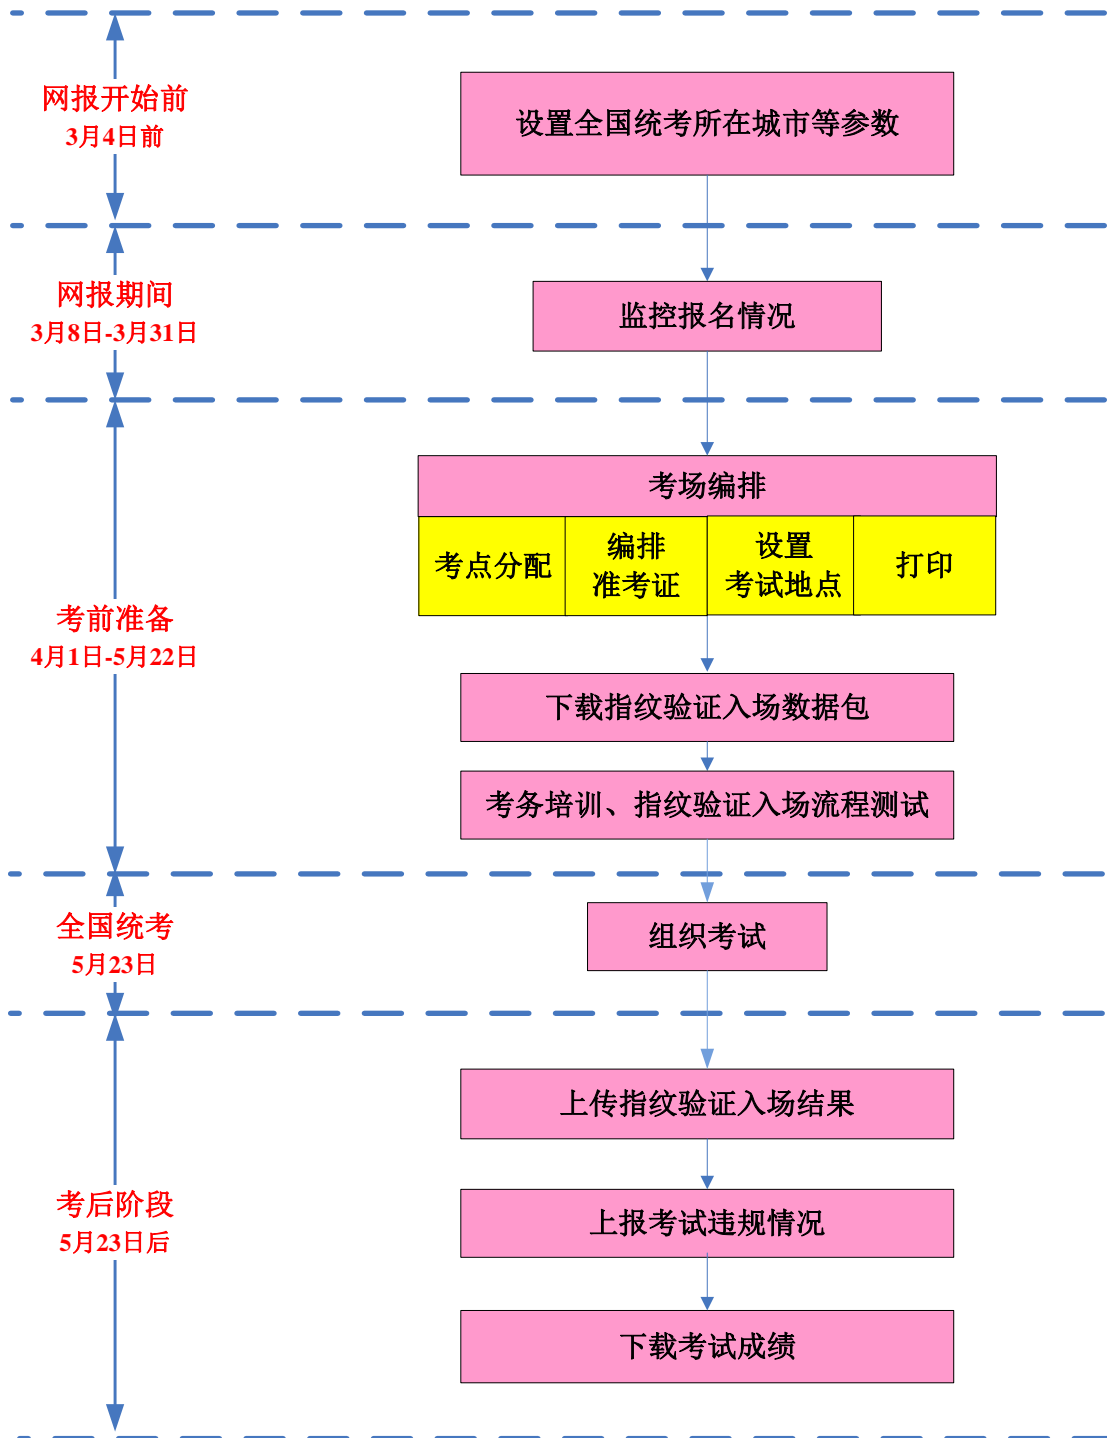 网报开始前
3月4日前
设置全国统考所在城市等参数
网报期间
3月8日-3月31日
监控报名情况
考场编排
考点分配
编排
准考证
设置
考试地点
打印
考前准备
4月1日-5月22日
下载指纹验证入场数据包
考务培训、指纹验证入场流程测试
全国统考
5月23日
组织考试
上传指纹验证入场结果
考后阶段
5月23日后
上报考试违规情况
下载考试成绩